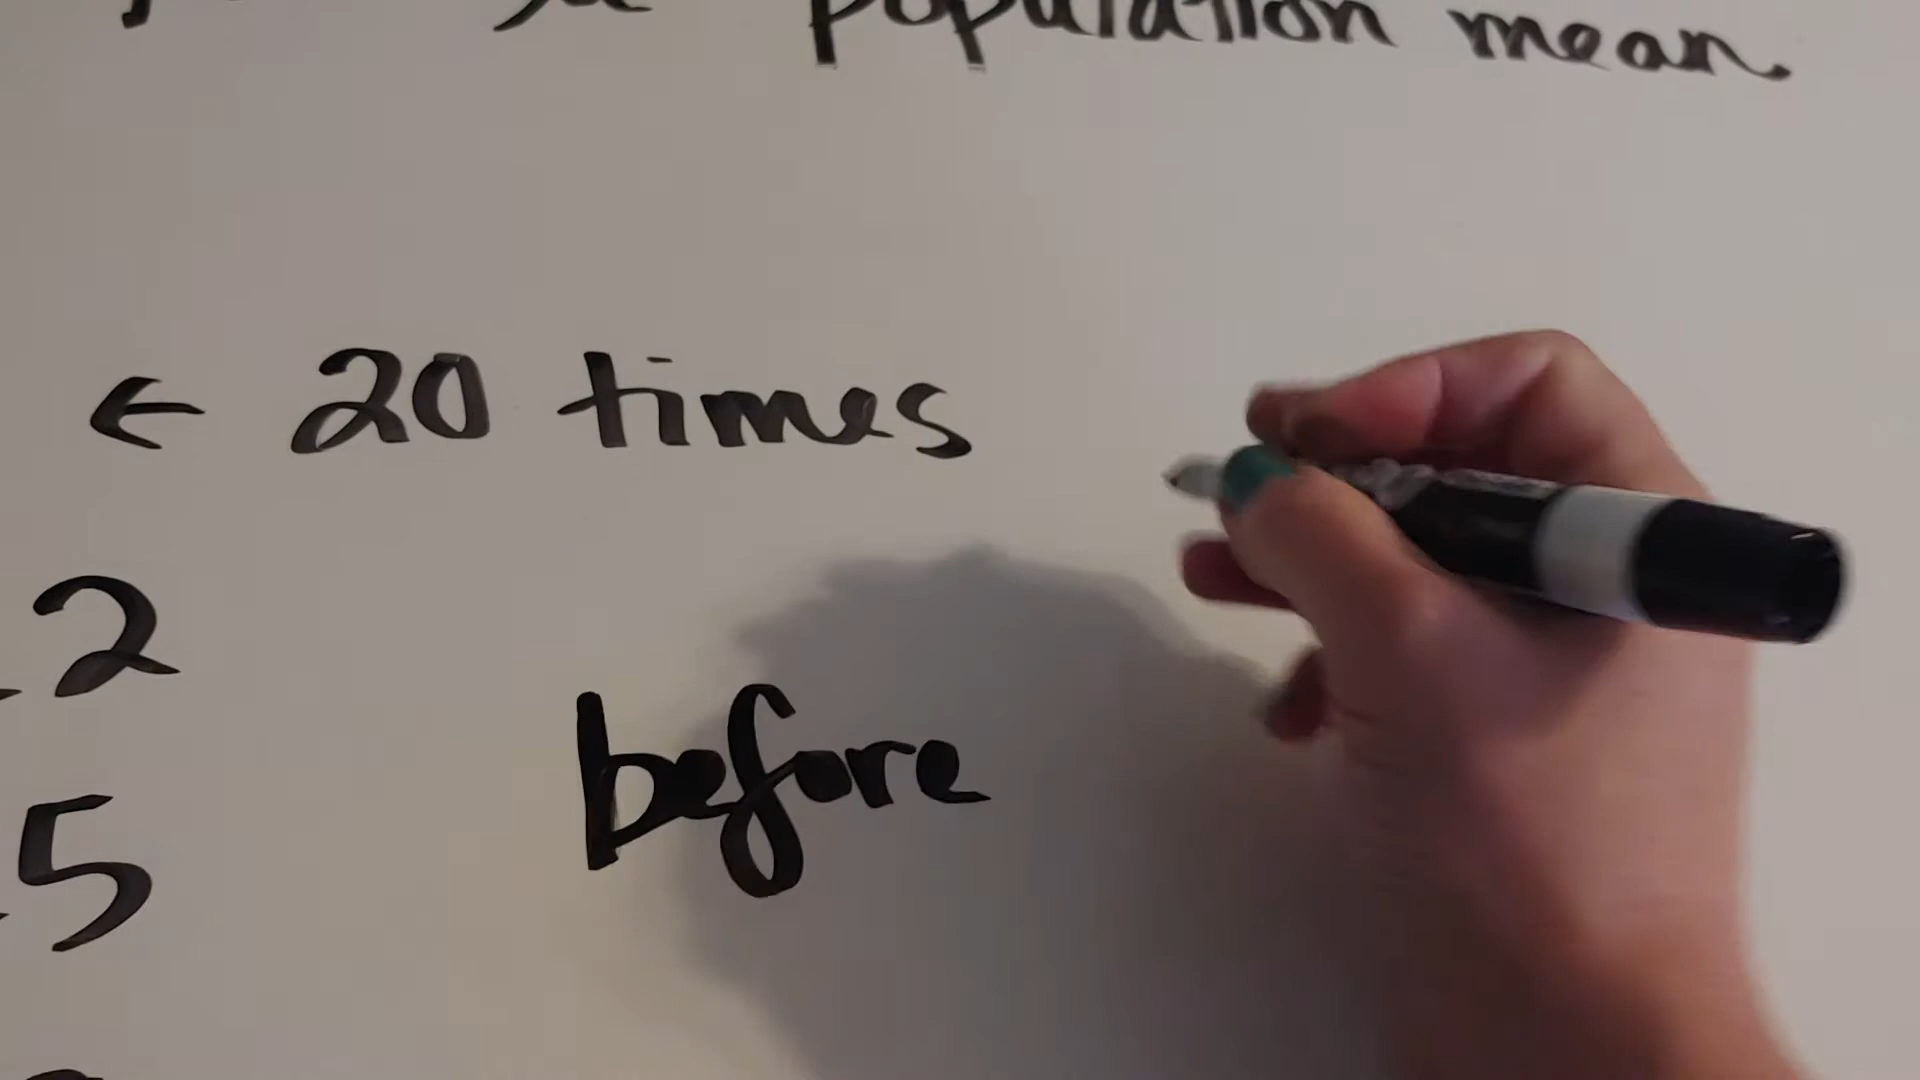 population mean.
← 20 times
2
before
5